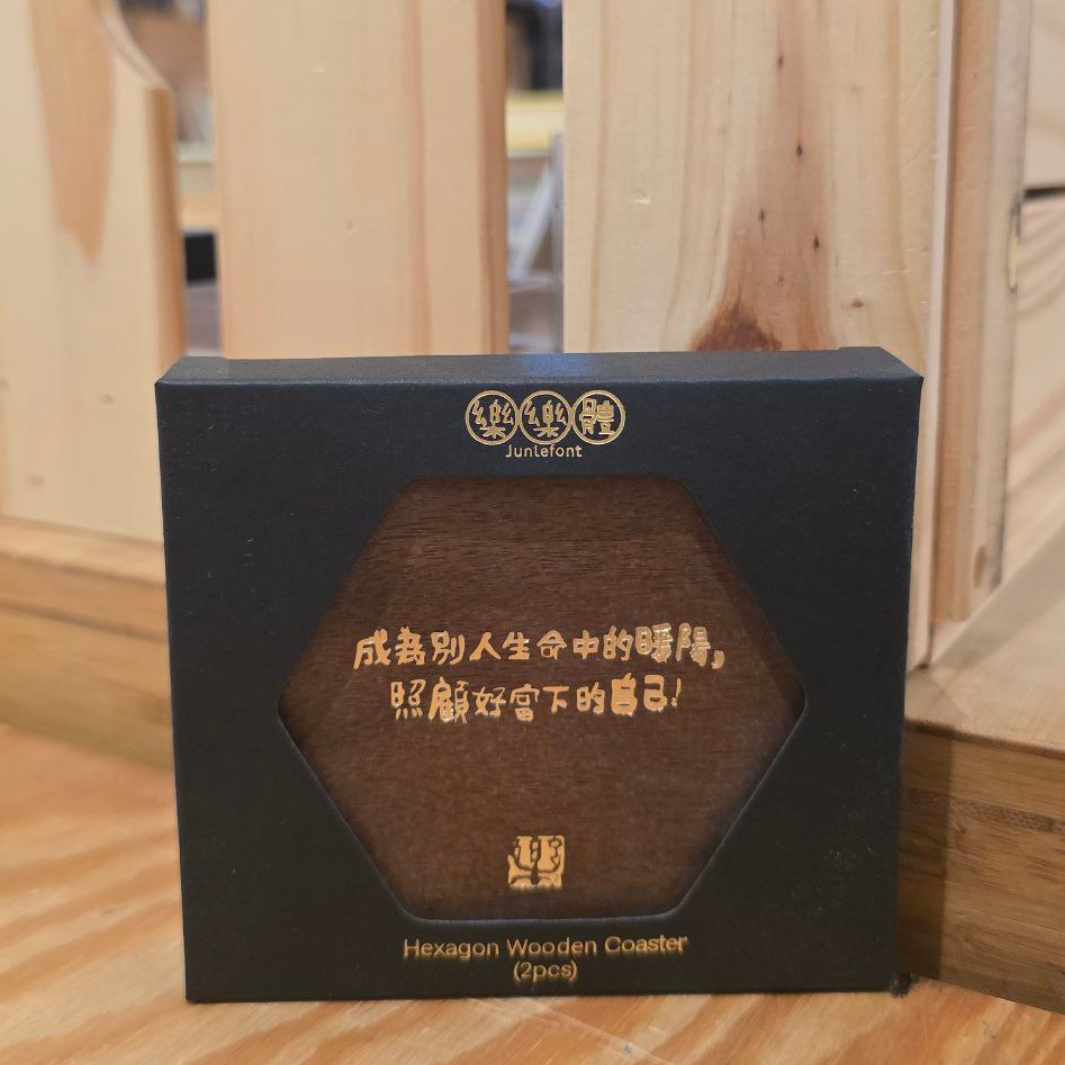 樂樂體
Junlefont
成為別人生命中的暖陽,
照顧好當下的自己!
Hexagon Wooden Coaster
(2pcs)